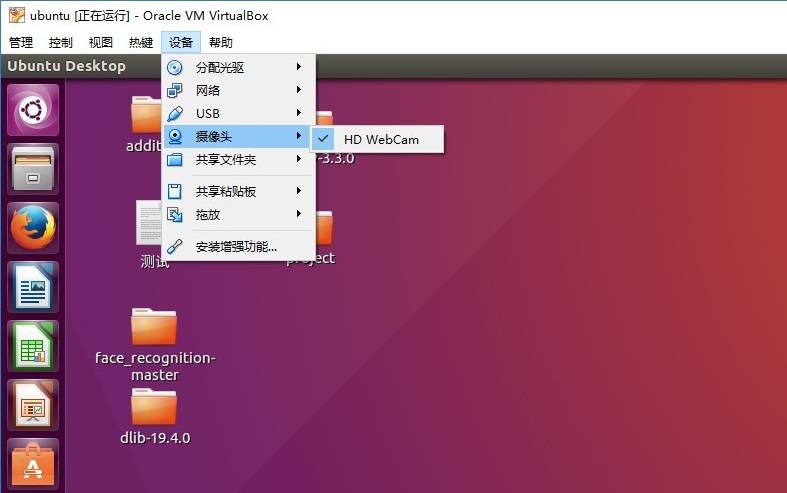 ubuntu [正在运行] - Oracle VM VirtualBox
管理 控制 视图 热键 设备 帮助
Ubuntu Desktop
分配光驱
网络
USB
摄像头
HD WebCam
共享文件夹
共享粘贴板
拖放
安装增强功能...
addit
-3.3.0
测试
project
face_recognition-
master
dlib-19.4.0